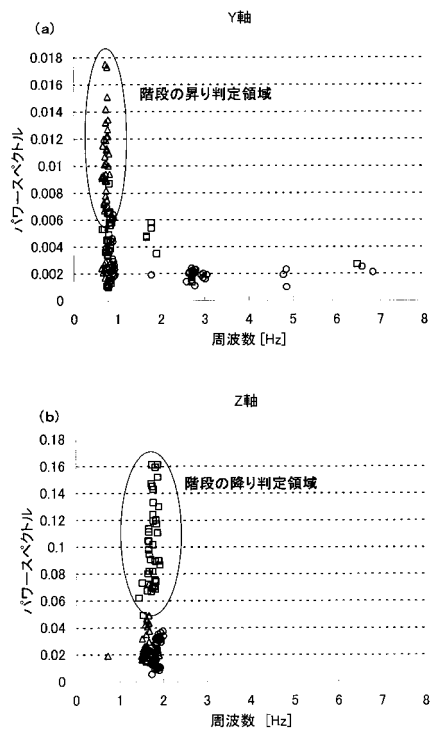 (a)
Y軸
0.018
0.016
0.014
0.012
0.01
0.008
0.006
0.004
0.002
0
パワースペクトル
階段の昇り判定領域
0 1 2 3 4 5 6 7 8
周波数 [Hz]
(b)
Z軸
0.18
0.16
0.14
0.12
0.1
0.08
0.06
0.04
0.02
0
パワースペクトル
階段の降り判定領域
0 1 2 3 4 5 6 7 8
周波数 [Hz]